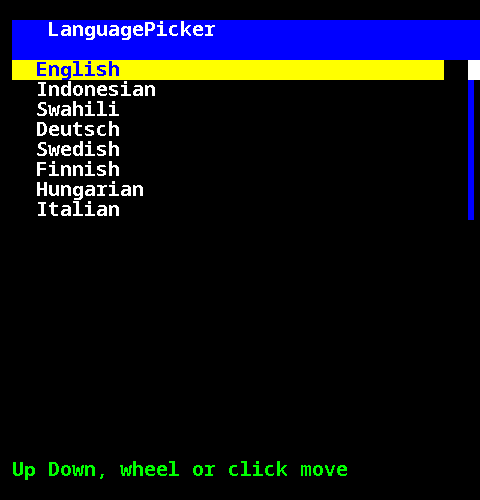 LanguagePicker
English
Indonesian
Swahili
Deutsch
Swedish
Finnish
Hungarian
Italian
Up Down, wheel or click move